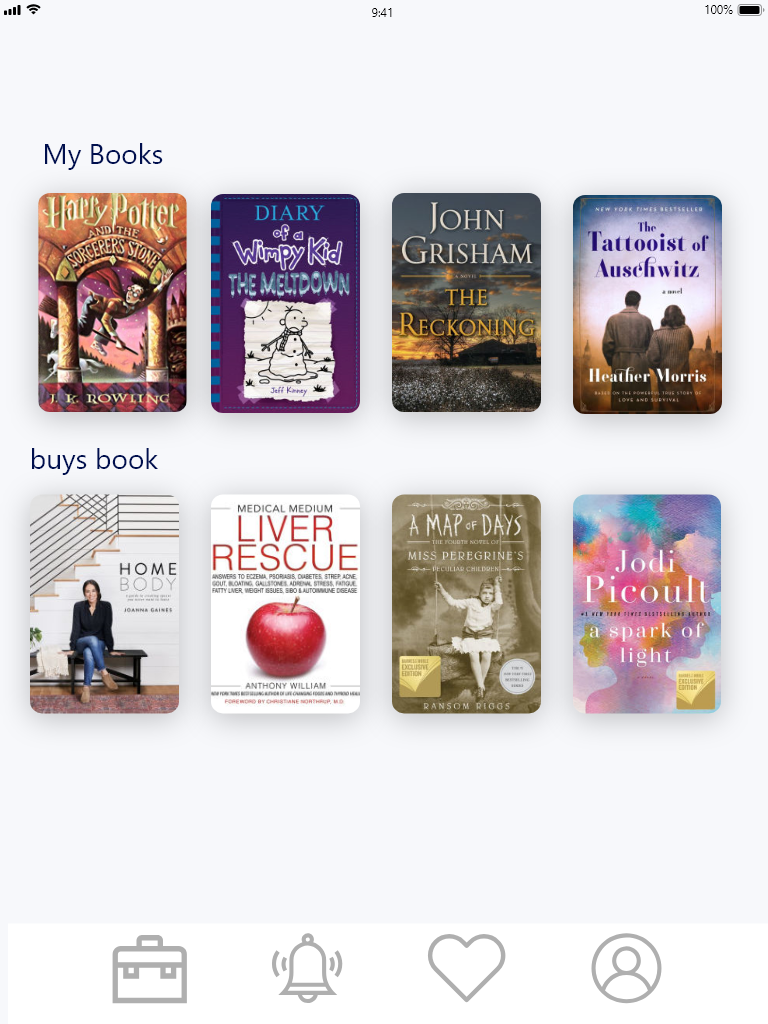 9:41
100%
My Books
Harry Potter
AND THE
SORCERER'S STONE
J. K. ROWLING
DIARY
of a
Wimpy Kid
THE MELTDOWN
Jeff Kinney
JOHN
GRISHAM
A NOVEL
THE
RECKONING
NEW YORK TIMES BESTSELLER
The
Tattooist of
Auschwitz
a novel
Heather Morris
BASED ON THE POWERFUL TRUE STORY OF
LOVE AND SURVIVAL
buys book
HOME
BODY
JOANNA GAINES
MEDICAL MEDIUM
LIVER
RESCUE
ANSWERS TO ECZEMA, PSORIASIS, DIABETES, STREP, ACNE,
GOUT, BLOATING, GALLSTONES, ADRENAL STRESS, FATIGUE,
FATTY LIVER, WEIGHT ISSUES, SIBO & AUTOIMMUNE DISEASE
ANTHONY WILLIAM
FOREWORD BY CHRISTIANE NORTHRUP, M.D.
A MAP OF DAYS
THE FOURTH NOVEL OF
MISS PEREGRINE'S
PECULIAR CHILDREN
BARNES & NOBLE
EXCLUSIVE
EDITION
RANSOM RIGGS
Jodi
Picoult
#1 NEW YORK TIMES BESTSELLING AUTHOR
a spark of
light
BARNES & NOBLE
EXCLUSIVE
EDITION